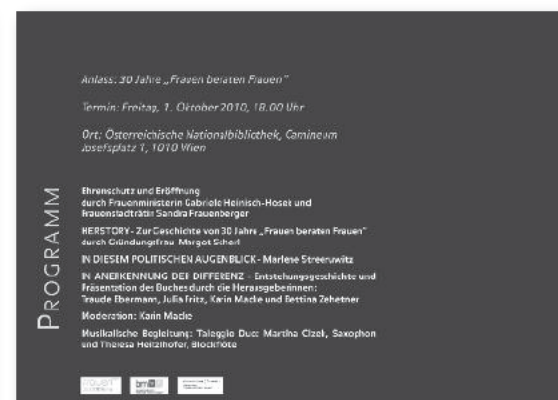 Anlass: 30 Jahre „Frauen beraten Frauen“
Termin: Freitag, 1. Oktober 2010, 18.00 Uhr
Ort: Österreichische Nationalbibliothek, Camineum
Josefsplatz 1, 1010 Wien
PROGRAMM
Ehrenschutz und Eröffnung
durch Frauenministerin Gabriele Heinisch-Hosek und
Frauenstadträtin Sandra Frauenberger
HERSTORY - Zur Geschichte von 30 Jahre „Frauen beraten Frauen“
durch Gründungsfrau Margot Scherl
IN DIESEM POLITISCHEN AUGENBLICK - Marlene Streeruwitz
IN ANERKENNUNG DER DIFFERENZ - Entstehungsgeschichte und
Präsentation des Buches durch die Herausgeberinnen:
Traude Ebermann, Julia Fritz, Karin Macke und Bettina Zehetner
Moderation: Karin Macke
Musikalische Begleitung: Taleggio Duo: Martina Cizek, Saxophon
und Theresa Heitzlhofer, Blockflöte